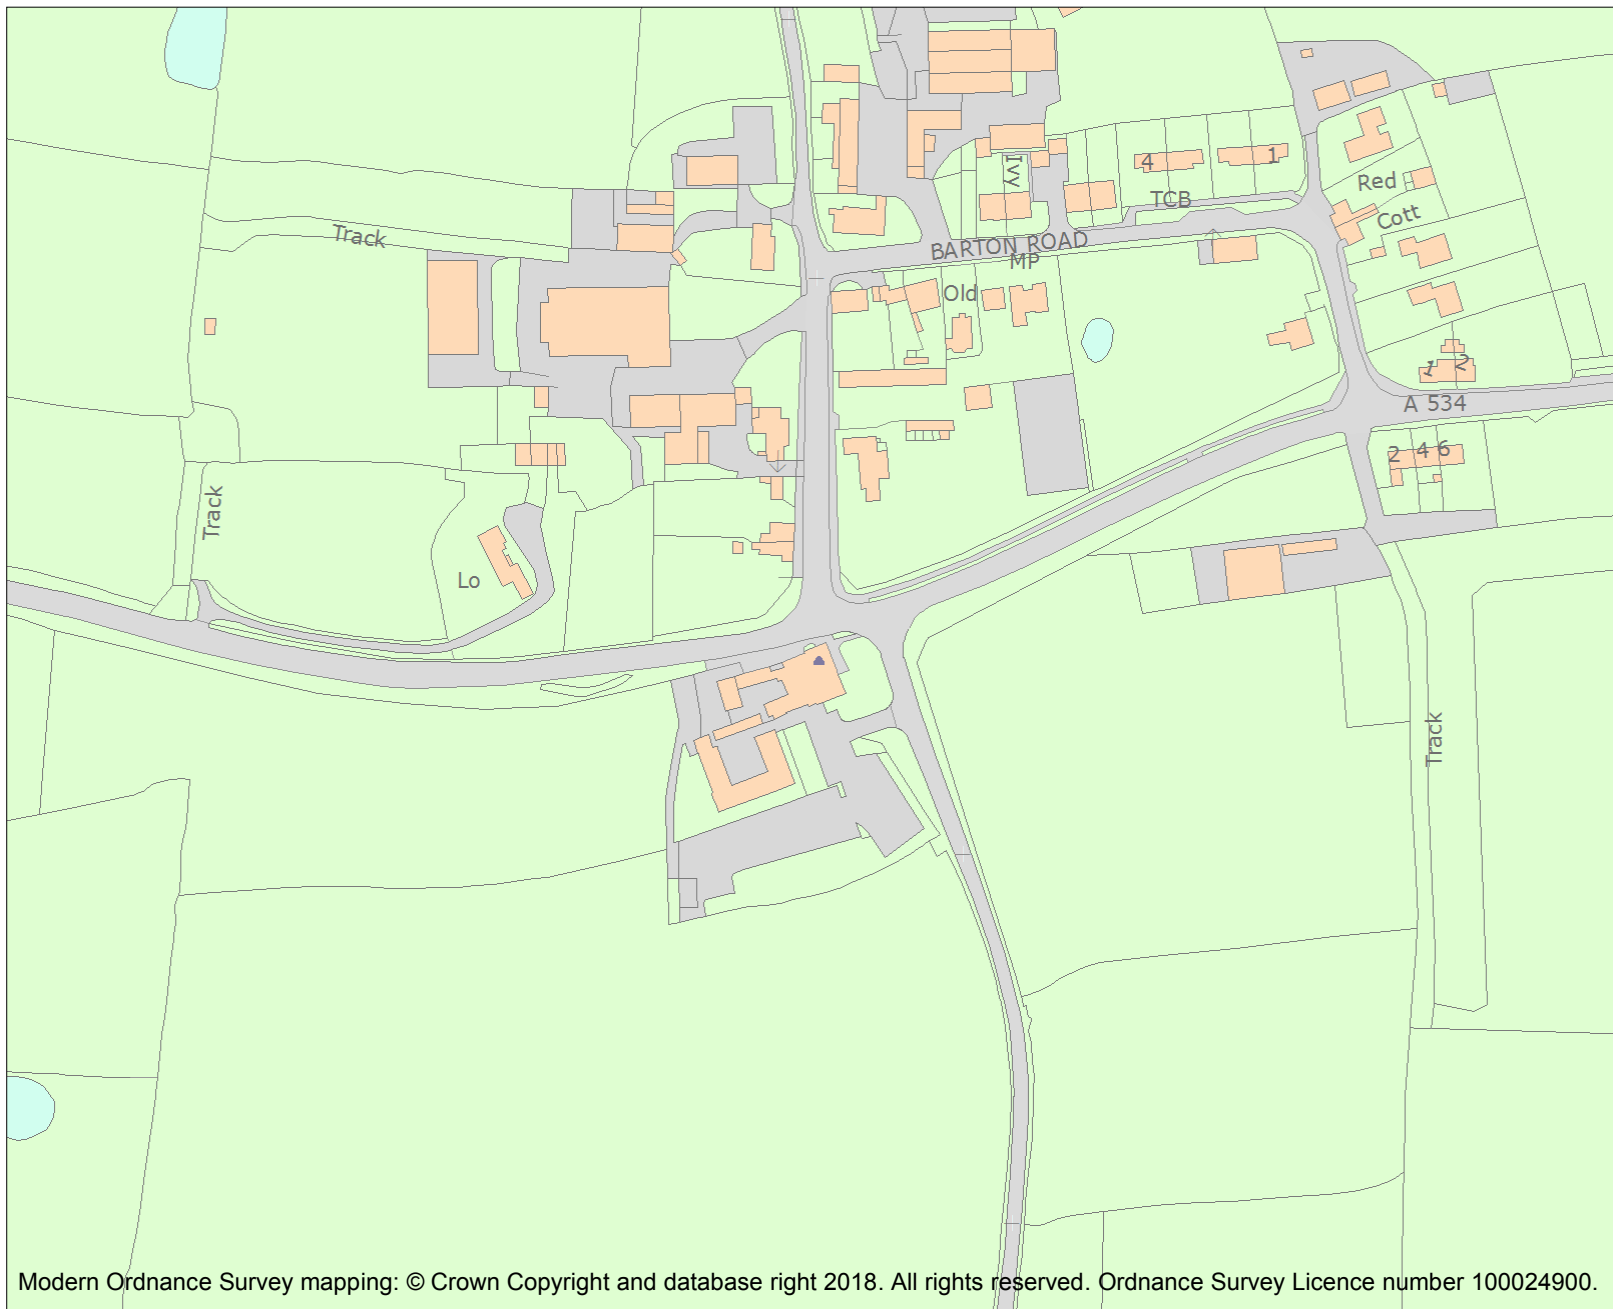 Ivy
4
1
TCB
Red
Cott
Track
BARTON ROAD
MP
Old
1
2
A 534
2
4
6
Track
Lo
Track
Modern Ordnance Survey mapping: © Crown Copyright and database right 2018. All rights reserved. Ordnance Survey Licence number 100024900.